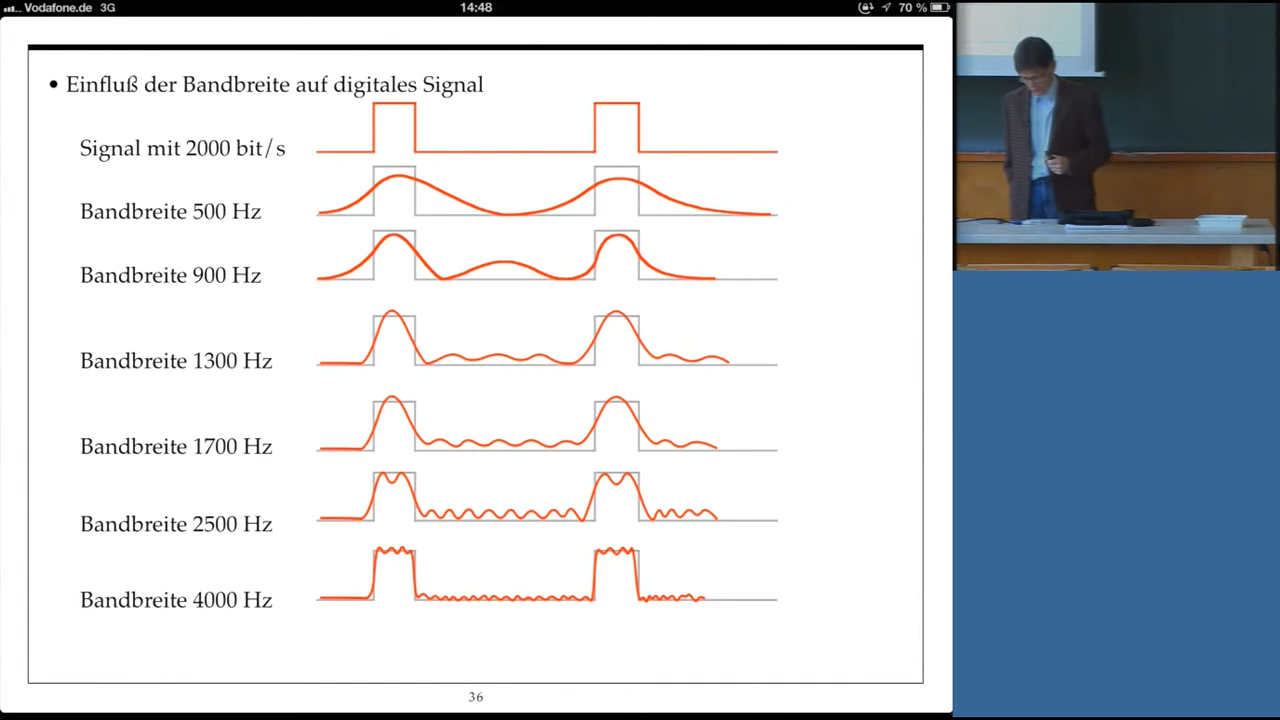 Vodafone.de 3G 14:48 70 %
• Einfluß der Bandbreite auf digitales Signal
Signal mit 2000 bit/s
Bandbreite 500 Hz
Bandbreite 900 Hz
Bandbreite 1300 Hz
Bandbreite 1700 Hz
Bandbreite 2500 Hz
Bandbreite 4000 Hz
36